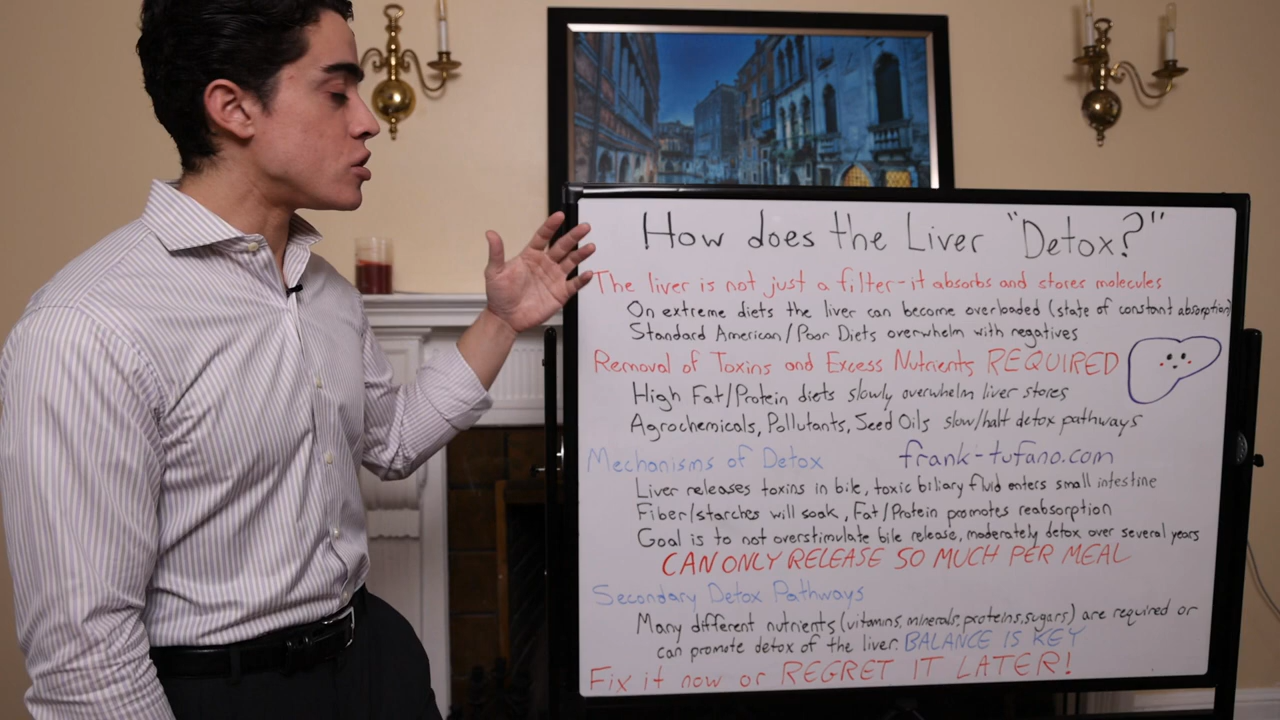 How does the Liver "Detox?"
The liver is not just a filter-it absorbs and stores molecules
On extreme diets the liver can become overloaded (state of constant absorption)
Standard American/Poor Diets overwhelm with negatives
Removal of Toxins and Excess Nutrients REQUIRED
High Fat/Protein diets slowly overwhelm liver stores
Agrochemicals, Pollutants, Seed Oils slow/halt detox pathways
Mechanisms of Detox frank-tufano.com
Liver releases toxins in bile, toxic biliary fluid enters small intestine
Fiber/starches will soak, Fat/Protein promotes reabsorption
Goal is to not overstimulate bile release, moderately detox over several years
CAN ONLY RELEASE SO MUCH PER MEAL
Secondary Detox Pathways
Many different nutrients (vitamins, minerals, proteins, sugars) are required or
can promote detox of the liver. BALANCE IS KEY
Fix it now or REGRET IT LATER!